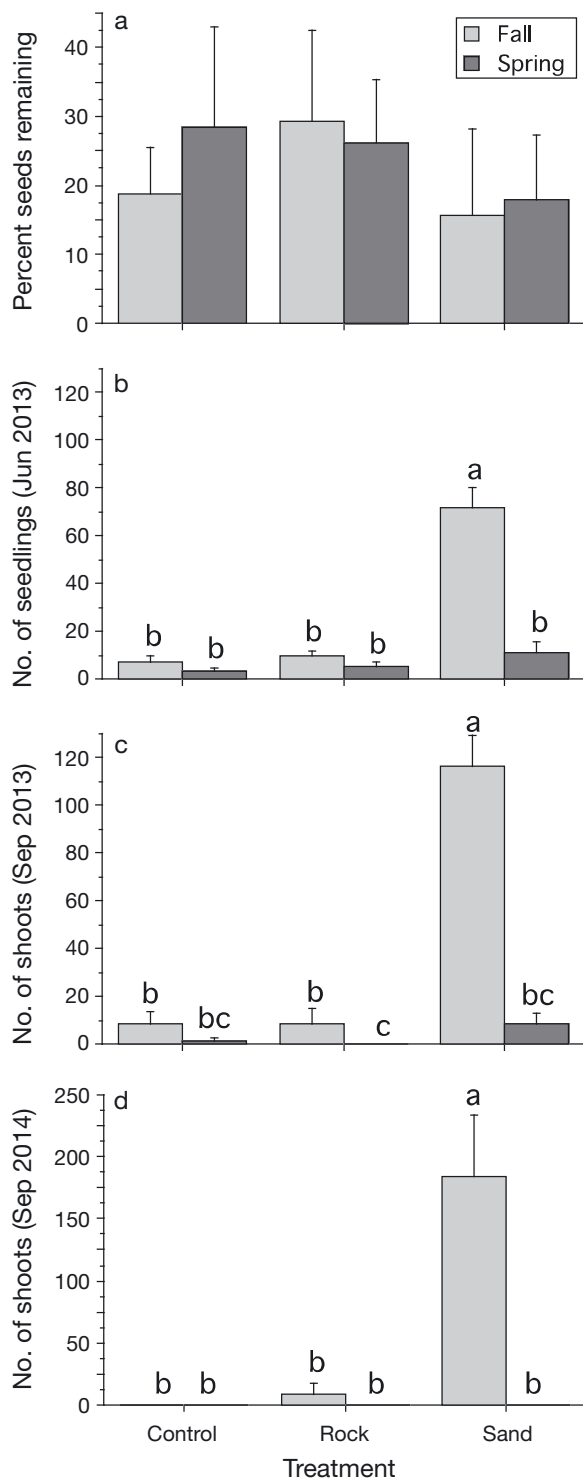 a
Fall
Spring
Percent seeds remaining
40
30
20
10
0
b
No. of seedlings (Jun 2013)
120
100
80
60
40
20
0
b b b b a b
c
No. of shoots (Sep 2013)
120
100
80
60
40
20
0
b bc b c a bc
d
No. of shoots (Sep 2014)
250
200
150
100
50
0
b b b b a b
Control Rock Sand
Treatment